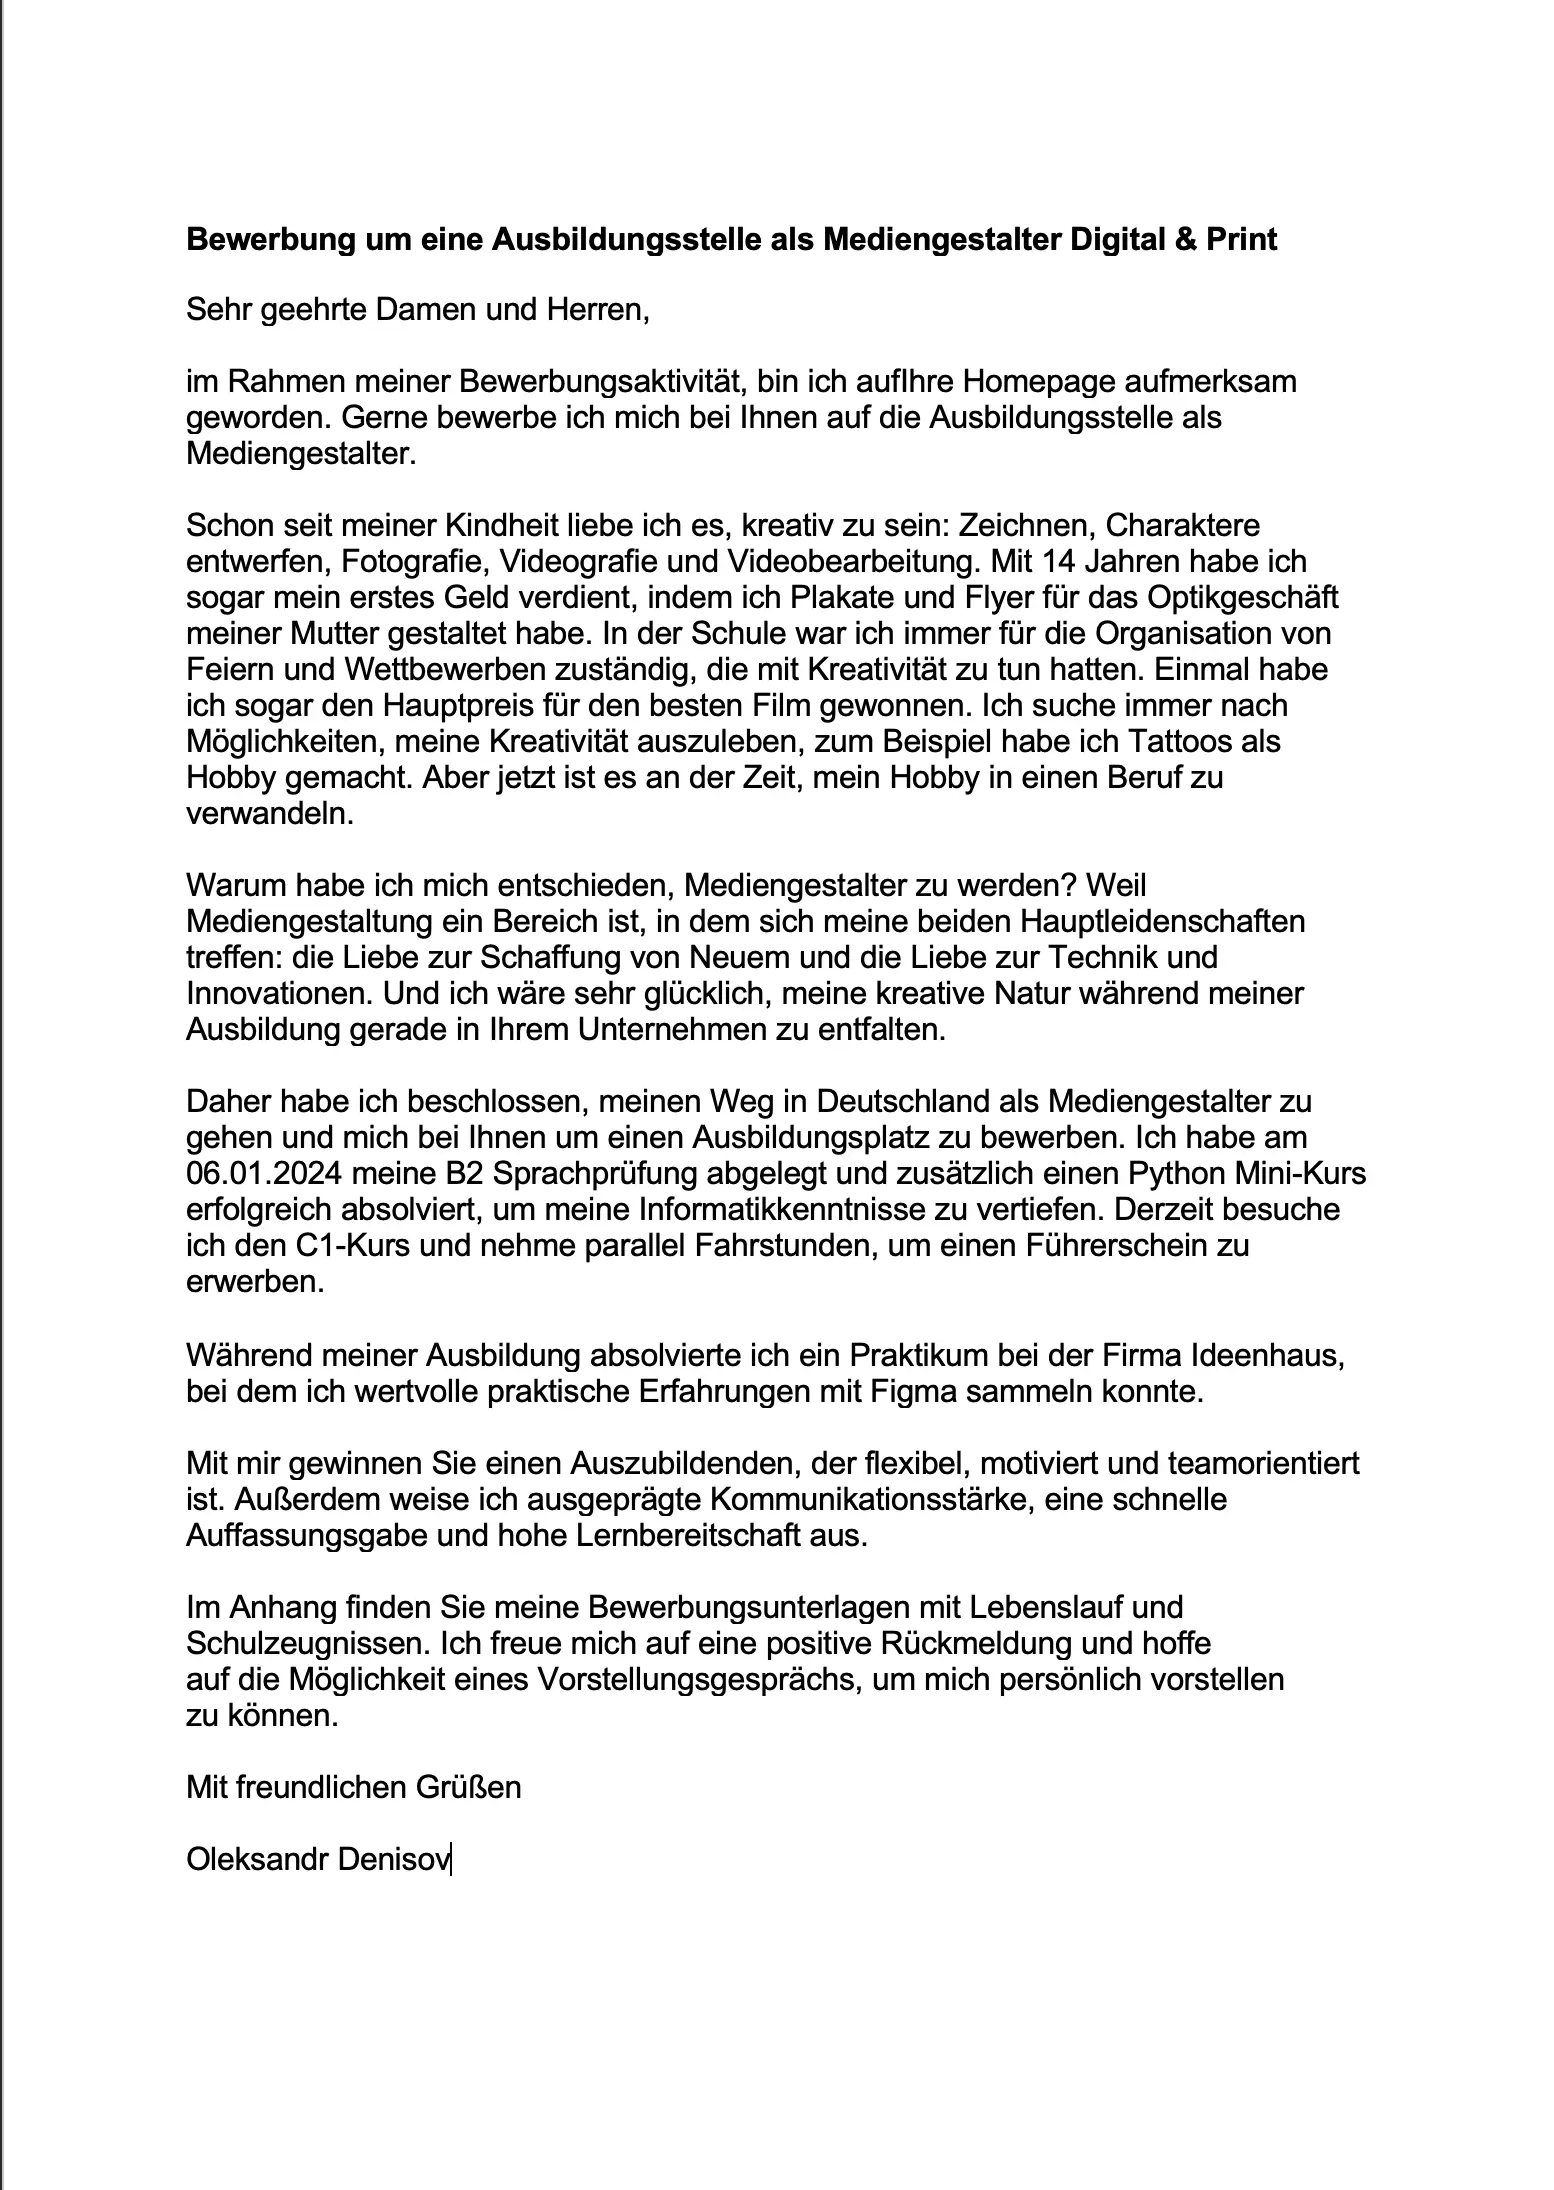 Bewerbung um eine Ausbildungsstelle als Mediengestalter Digital & Print
Sehr geehrte Damen und Herren,
im Rahmen meiner Bewerbungsaktivität, bin ich aufIhre Homepage aufmerksam
geworden. Gerne bewerbe ich mich bei Ihnen auf die Ausbildungsstelle als
Mediengestalter.
Schon seit meiner Kindheit liebe ich es, kreativ zu sein: Zeichnen, Charaktere
entwerfen, Fotografie, Videografie und Videobearbeitung. Mit 14 Jahren habe ich
sogar mein erstes Geld verdient, indem ich Plakate und Flyer für das Optikgeschäft
meiner Mutter gestaltet habe. In der Schule war ich immer für die Organisation von
Feiern und Wettbewerben zuständig, die mit Kreativität zu tun hatten. Einmal habe
ich sogar den Hauptpreis für den besten Film gewonnen. Ich suche immer nach
Möglichkeiten, meine Kreativität auszuleben, zum Beispiel habe ich Tattoos als
Hobby gemacht. Aber jetzt ist es an der Zeit, mein Hobby in einen Beruf zu
verwandeln.
Warum habe ich mich entschieden, Mediengestalter zu werden? Weil
Mediengestaltung ein Bereich ist, in dem sich meine beiden Hauptleidenschaften
treffen: die Liebe zur Schaffung von Neuem und die Liebe zur Technik und
Innovationen. Und ich wäre sehr glücklich, meine kreative Natur während meiner
Ausbildung gerade in Ihrem Unternehmen zu entfalten.
Daher habe ich beschlossen, meinen Weg in Deutschland als Mediengestalter zu
gehen und mich bei Ihnen um einen Ausbildungsplatz zu bewerben. Ich habe am
06.01.2024 meine B2 Sprachprüfung abgelegt und zusätzlich einen Python Mini-Kurs
erfolgreich absolviert, um meine Informatikkenntnisse zu vertiefen. Derzeit besuche
ich den C1-Kurs und nehme parallel Fahrstunden, um einen Führerschein zu
erwerben.
Während meiner Ausbildung absolvierte ich ein Praktikum bei der Firma Ideenhaus,
bei dem ich wertvolle praktische Erfahrungen mit Figma sammeln konnte.
Mit mir gewinnen Sie einen Auszubildenden, der flexibel, motiviert und teamorientiert
ist. Außerdem weise ich ausgeprägte Kommunikationsstärke, eine schnelle
Auffassungsgabe und hohe Lernbereitschaft aus.
Im Anhang finden Sie meine Bewerbungsunterlagen mit Lebenslauf und
Schulzeugnissen. Ich freue mich auf eine positive Rückmeldung und hoffe
auf die Möglichkeit eines Vorstellungsgesprächs, um mich persönlich vorstellen
zu können.
Mit freundlichen Grüßen
Oleksandr Denisov